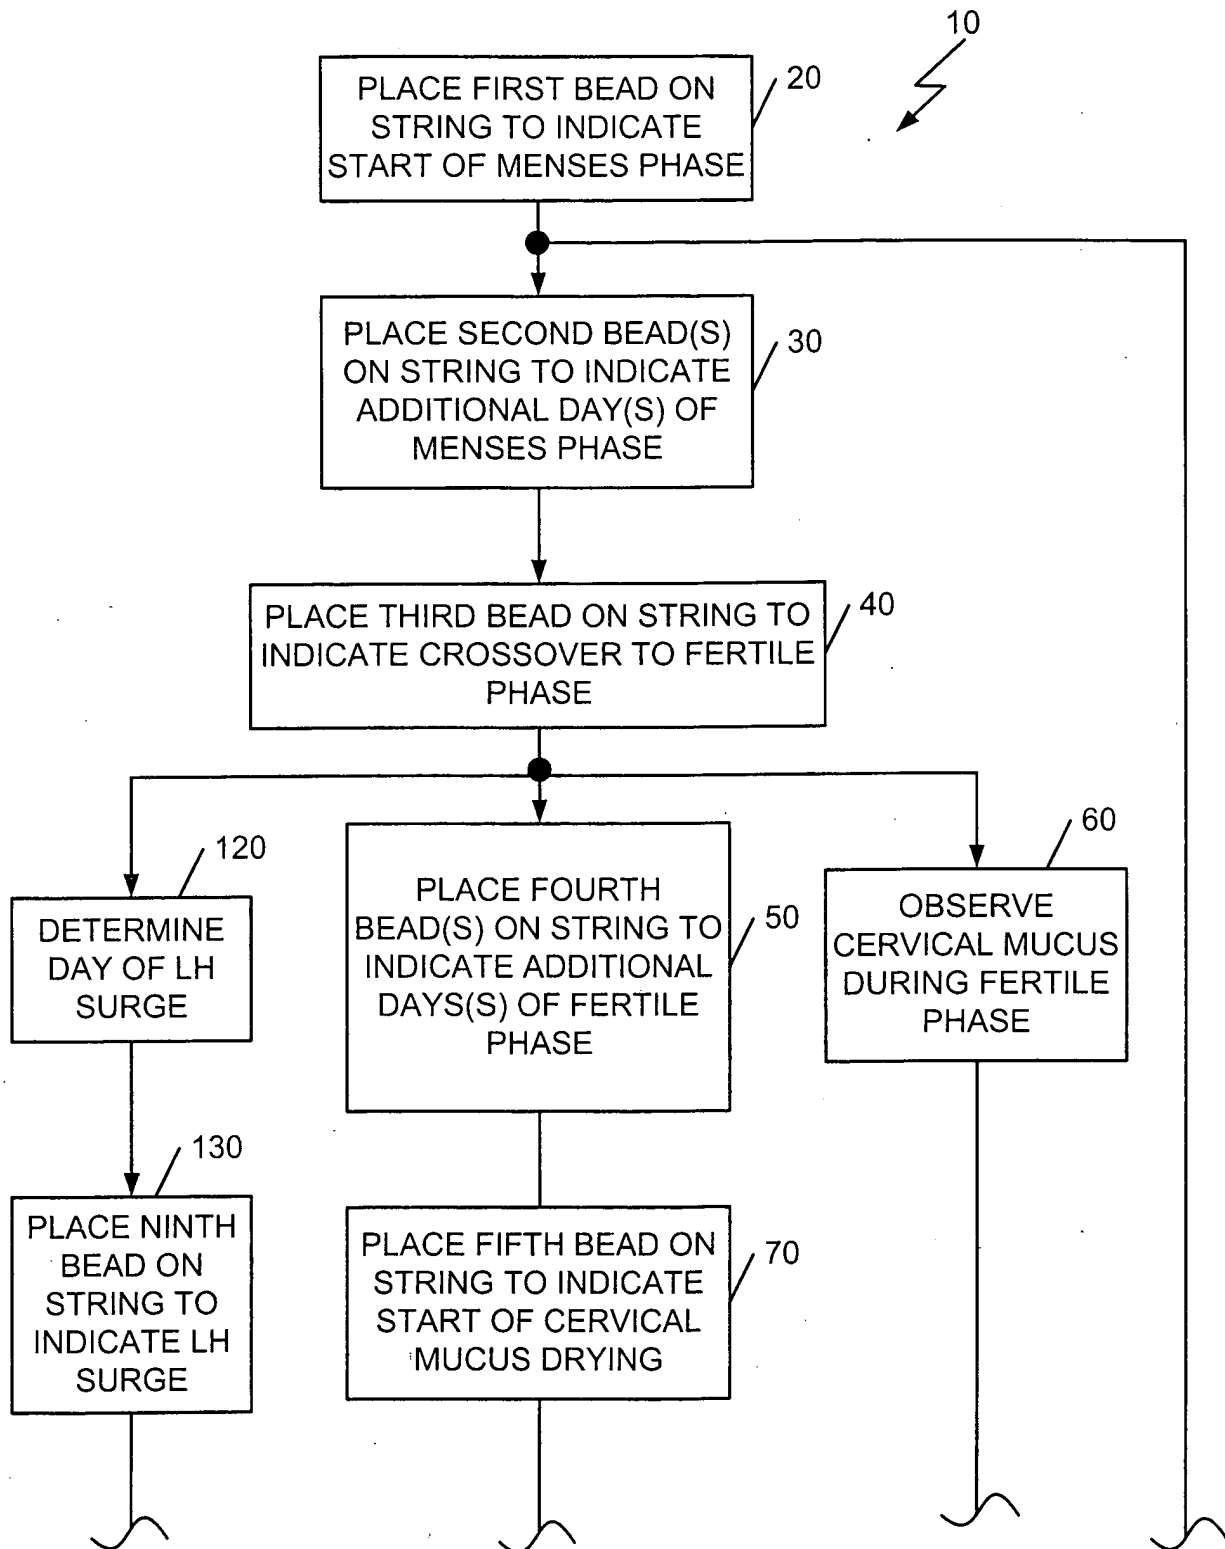 10
PLACE FIRST BEAD ON
STRING TO INDICATE
START OF MENSES PHASE
20
PLACE SECOND BEAD(S)
ON STRING TO INDICATE
ADDITIONAL DAY(S) OF
MENSES PHASE
30
PLACE THIRD BEAD ON STRING TO
INDICATE CROSSOVER TO FERTILE
PHASE
40
120
DETERMINE
DAY OF LH
SURGE
PLACE FOURTH
BEAD(S) ON STRING TO
INDICATE ADDITIONAL
DAYS(S) OF FERTILE
PHASE
50
60
OBSERVE
CERVICAL MUCUS
DURING FERTILE
PHASE
130
PLACE NINTH
BEAD ON
STRING TO
INDICATE LH
SURGE
PLACE FIFTH BEAD ON
STRING TO INDICATE
START OF CERVICAL
MUCUS DRYING
70